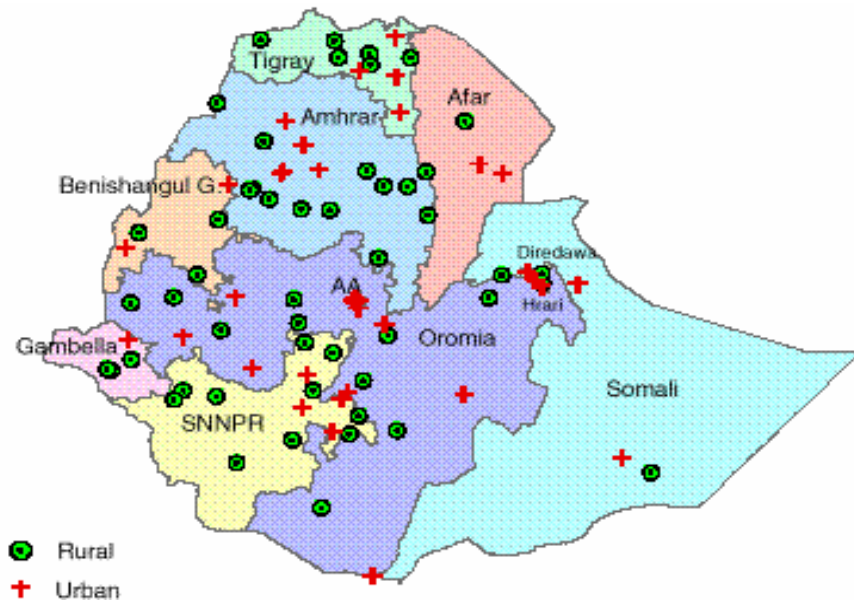 Tigray
Afar
Amhrar
Benishangul G.
Diredawa
AA
Hrari
Oromia
Gambella
Somali
SNNPR
Rural
Urban